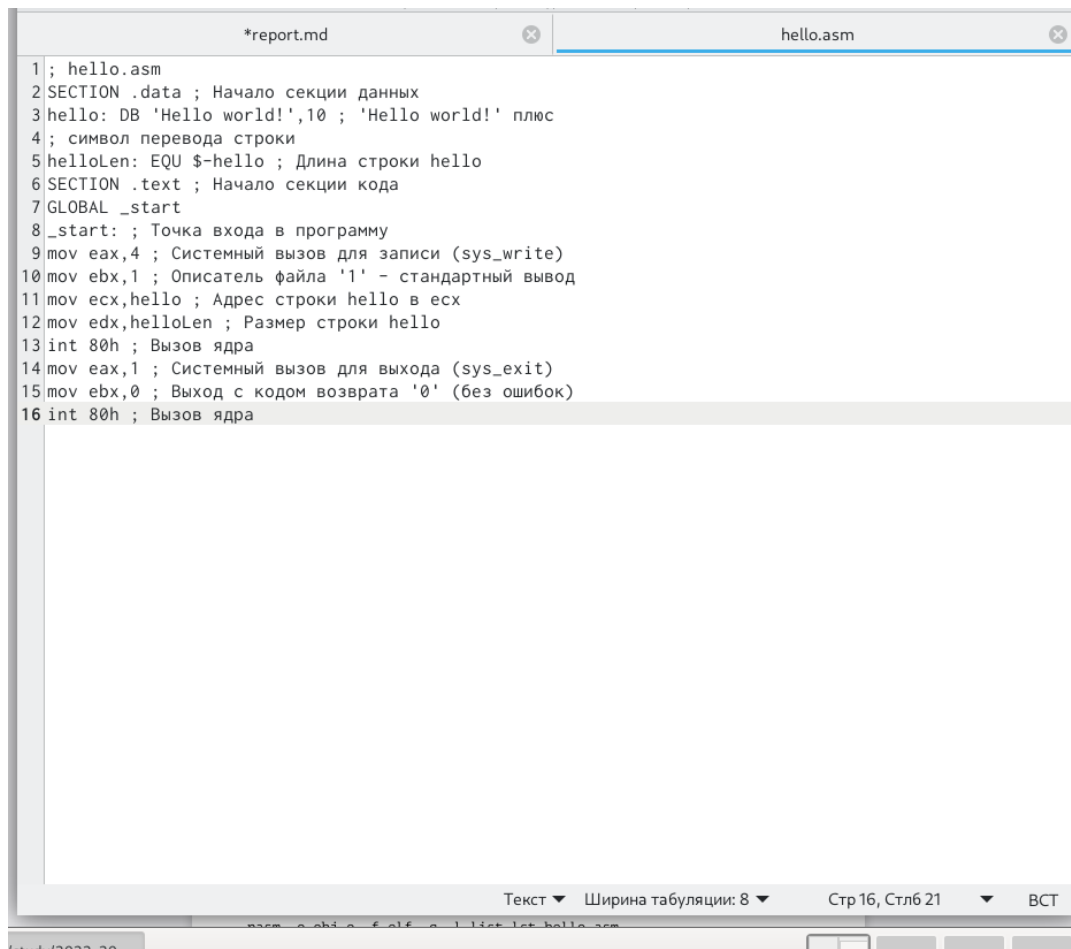 *report.md
hello.asm
1 ; hello.asm
2 SECTION .data ; Начало секции данных
3 hello: DB 'Hello world!',10 ; 'Hello world!' плюс
4 ; символ перевода строки
5 helloLen: EQU $-hello ; Длина строки hello
6 SECTION .text ; Начало секции кода
7 GLOBAL _start
8 _start: ; Точка входа в программу
9 mov eax,4 ; Системный вызов для записи (sys_write)
10 mov ebx,1 ; Описатель файла '1' - стандартный вывод
11 mov ecx,hello ; Адрес строки hello в ecx
12 mov edx,helloLen ; Размер строки hello
13 int 80h ; Вызов ядра
14 mov eax,1 ; Системный вызов для выхода (sys_exit)
15 mov ebx,0 ; Выход с кодом возврата '0' (без ошибок)
16 int 80h ; Вызов ядра
Текст Ширина табуляции: 8 Стр 16, Стлб 21 ВСТ